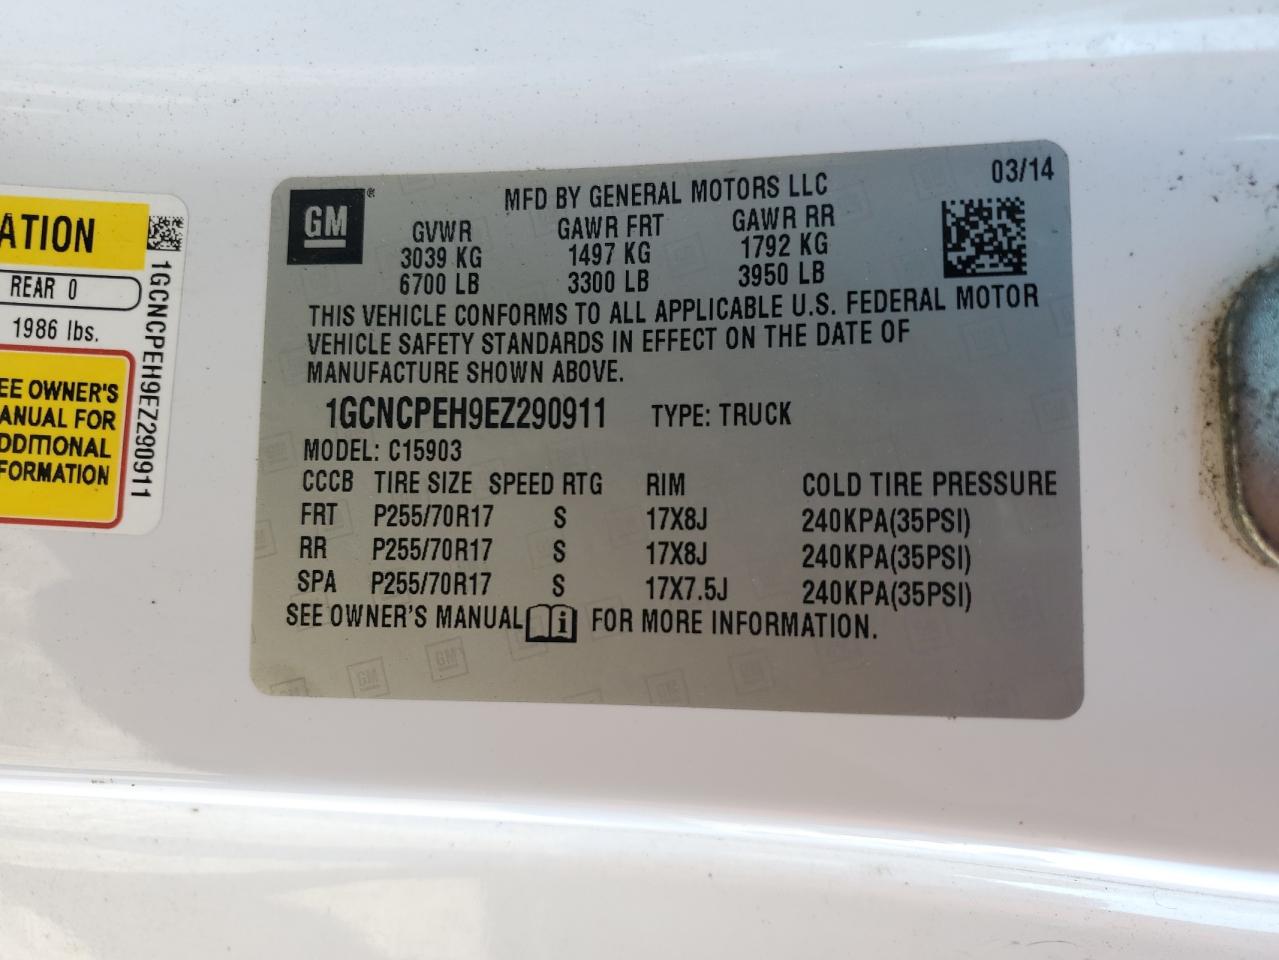 ATION
REAR 0
1986 lbs.
EE OWNER'S
ANUAL FOR
DDITIONAL
FORMATION
1GCNCPEH9EZ290911
GM®
MFD BY GENERAL MOTORS LLC 03/14
GVWR GAWR FRT GAWR RR
3039 KG 1497 KG 1792 KG
6700 LB 3300 LB 3950 LB
THIS VEHICLE CONFORMS TO ALL APPLICABLE U.S. FEDERAL MOTOR
VEHICLE SAFETY STANDARDS IN EFFECT ON THE DATE OF
MANUFACTURE SHOWN ABOVE.
1GCNCPEH9EZ290911 TYPE: TRUCK
MODEL: C15903
CCCB TIRE SIZE SPEED RTG RIM COLD TIRE PRESSURE
FRT P255/70R17 S 17X8J 240KPA(35PSI)
RR P255/70R17 S 17X8J 240KPA(35PSI)
SPA P255/70R17 S 17X7.5J 240KPA(35PSI)
SEE OWNER'S MANUAL i FOR MORE INFORMATION.